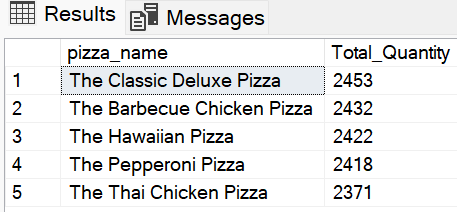 Results Messages
pizza_name Total_Quantity
1 The Classic Deluxe Pizza 2453
2 The Barbecue Chicken Pizza 2432
3 The Hawaiian Pizza 2422
4 The Pepperoni Pizza 2418
5 The Thai Chicken Pizza 2371